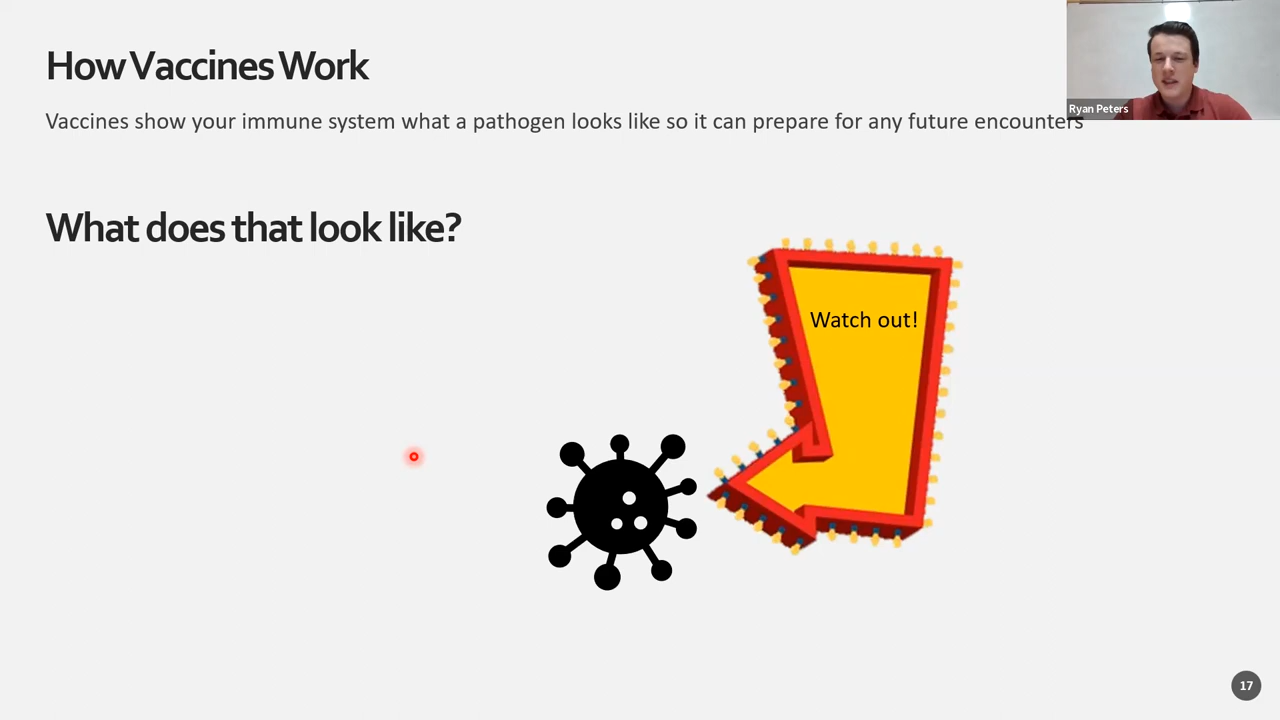 How Vaccines Work
Vaccines show your immune system what a pathogen looks like so it can prepare for any future encounters
Ryan Peters
What does that look like?
Watch out!
17